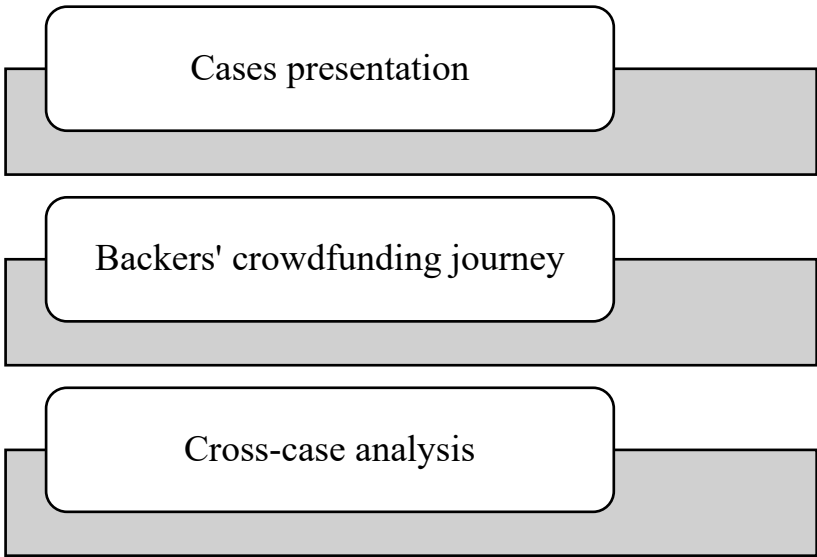 Cases presentation
Backers' crowdfunding journey
Cross-case analysis